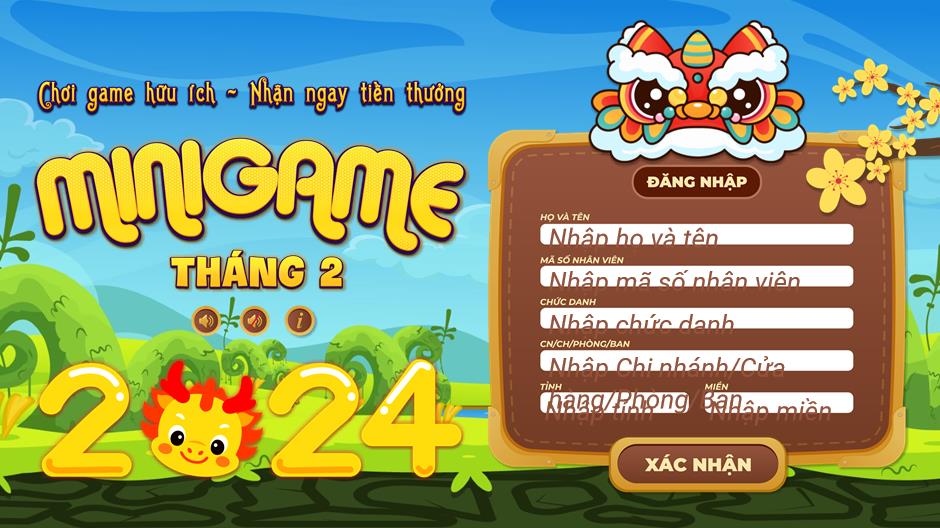 Chơi game hữu ích ~ Nhận ngay tiền thưởng
MINIGAME
THÁNG 2
i
2024
ĐĂNG NHẬP
HỌ VÀ TÊN
Nhập họ và tên
MÃ SỐ NHÂN VIÊN
Nhập mã số nhân viên
CHỨC DANH
Nhập chức danh
CN/CH/PHÒNG/BAN
Nhập Chi nhánh/Cửa
hàng/Phòng/Ban
TỈNH MIỀN
Nhập tỉnh Nhập miền
XÁC NHẬN